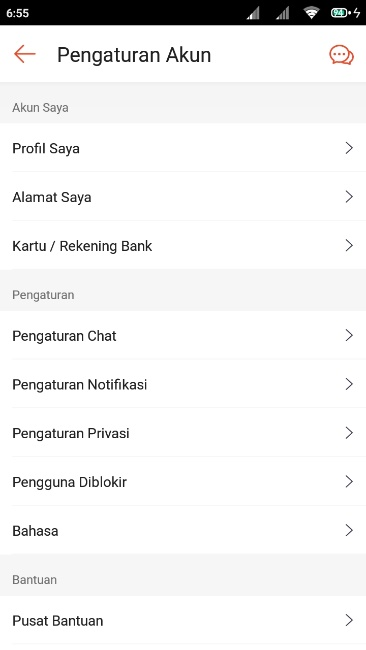 6:55
94
Pengaturan Akun
Akun Saya
Profil Saya
Alamat Saya
Kartu / Rekening Bank
Pengaturan
Pengaturan Chat
Pengaturan Notifikasi
Pengaturan Privasi
Pengguna Diblokir
Bahasa
Bantuan
Pusat Bantuan